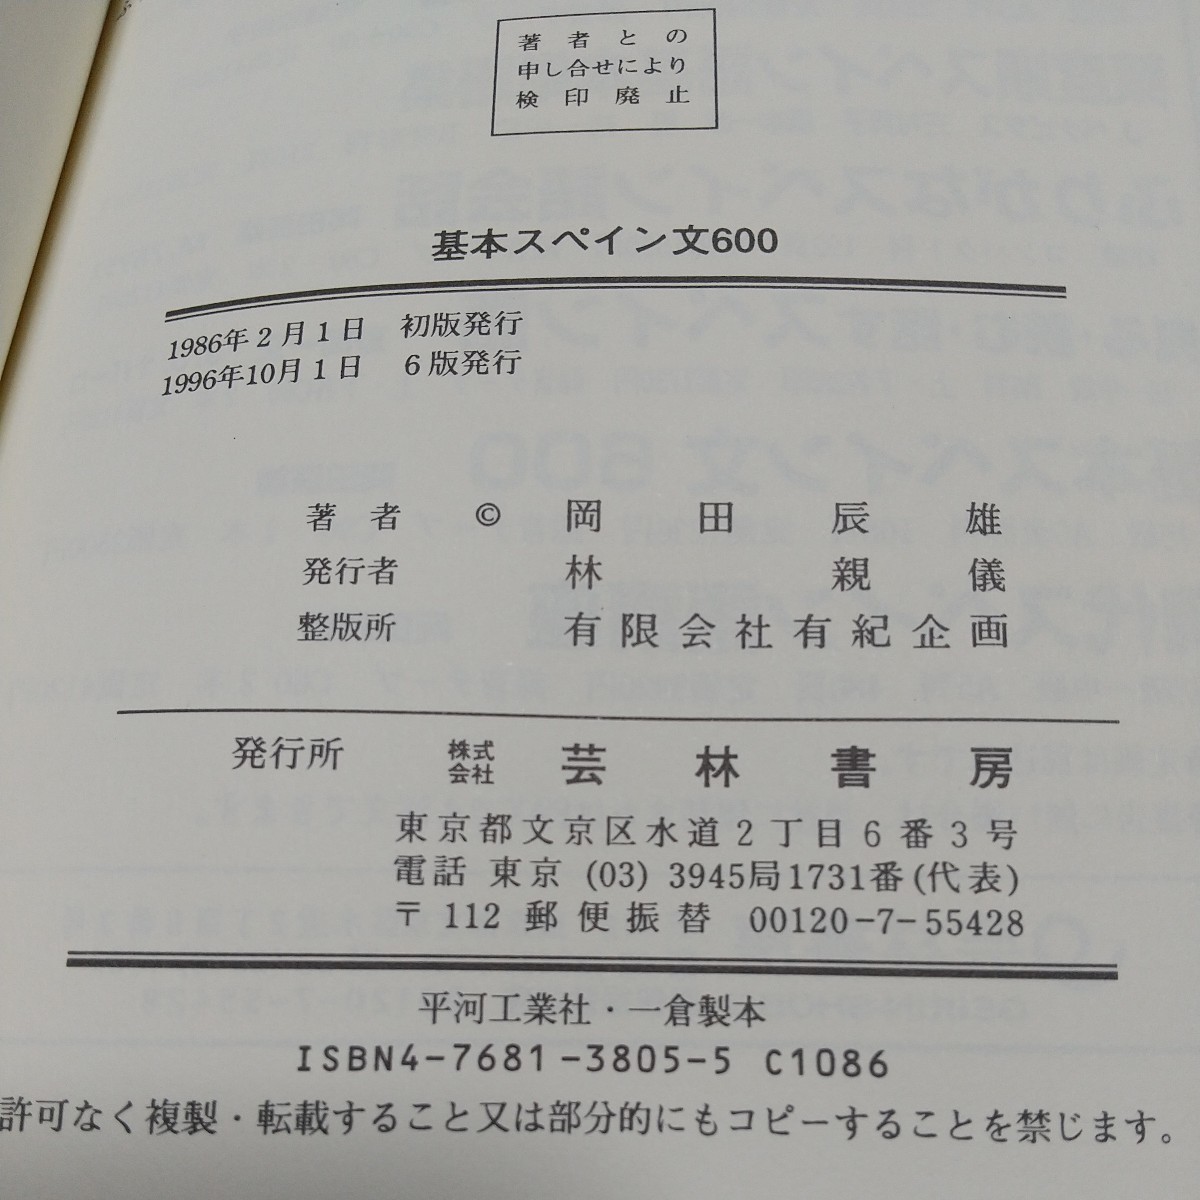 著者との
申し合せにより
検印廃止
基本スペイン文600
1986年2月1日 初版発行
1996年10月1日 6版発行
著者 © 岡田辰雄
発行者 林親儀
整版所 有限会社有紀企画
発行所 株式会社 芸林書房
東京都文京区水道2丁目6番3号
電話 東京 (03) 3945局1731番(代表)
〒112 郵便振替 00120-7-55428
平河工業社・一倉製本
ISBN4-7681-3805-5 C1086
許可なく複製・転載すること又は部分的にもコピーすることを禁じます。